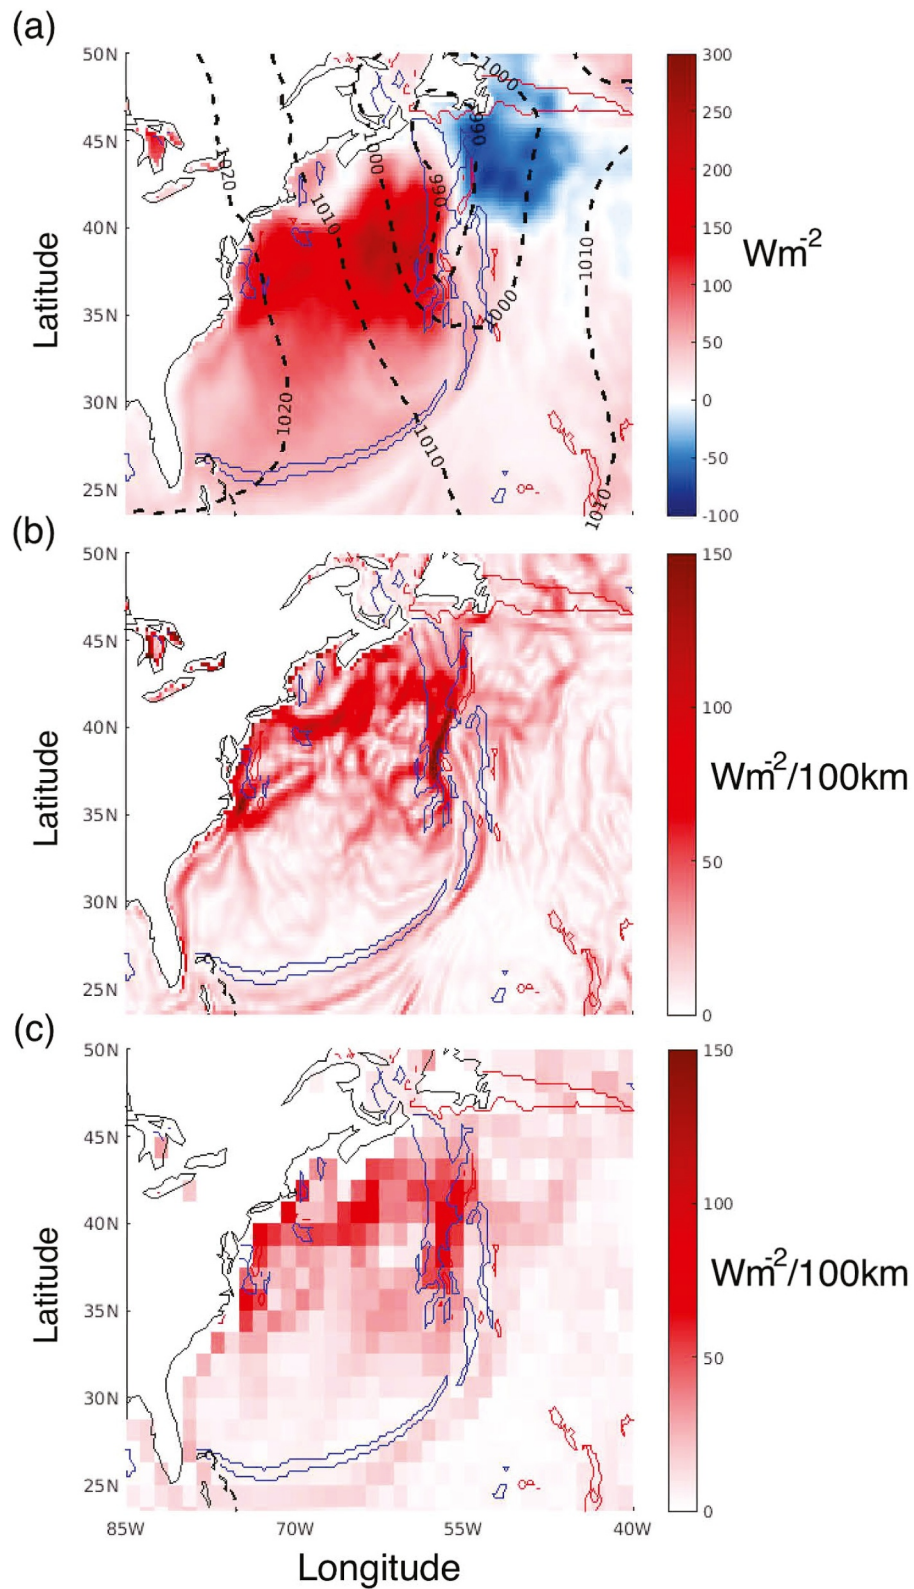 (a)
50N
45N
40N
35N
30N
25N
Latitude
1020
1020
1010
1010
1000
1000
1000
990
990
1010
1010
300
250
200
150
100
50
0
-50
-100
Wm-2
(b)
50N
45N
40N
35N
30N
25N
Latitude
150
100
50
0
Wm-2/100km
(c)
50N
45N
40N
35N
30N
25N
Latitude
150
100
50
0
Wm-2/100km
85W
70W
55W
40W
Longitude